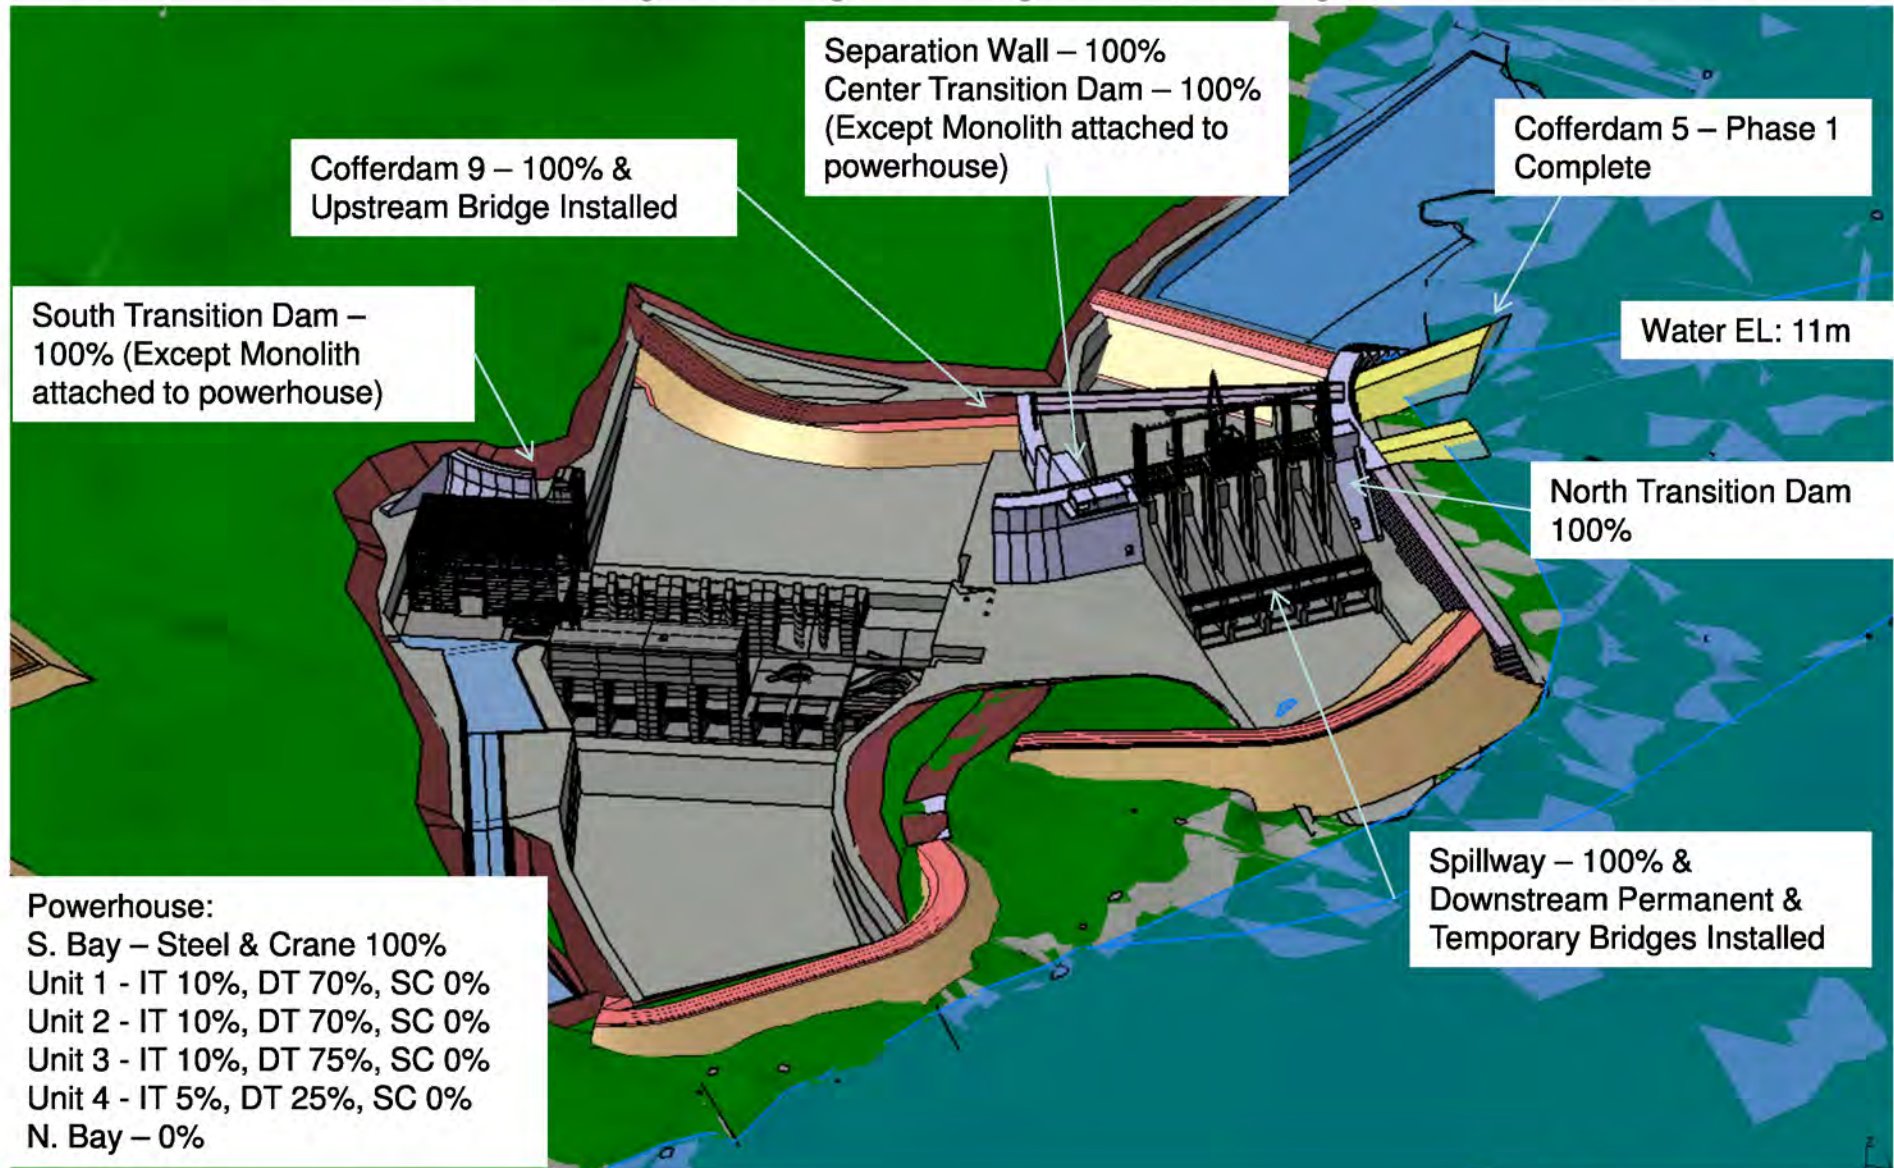 Separation Wall – 100%
Center Transition Dam – 100%
(Except Monolith attached to
powerhouse)
Cofferdam 5 – Phase 1
Complete
Cofferdam 9 – 100% &
Upstream Bridge Installed
South Transition Dam –
100% (Except Monolith
attached to powerhouse)
Water EL: 11m
North Transition Dam
100%
Spillway – 100% &
Downstream Permanent &
Temporary Bridges Installed
Powerhouse:
S. Bay – Steel & Crane 100%
Unit 1 - IT 10%, DT 70%, SC 0%
Unit 2 - IT 10%, DT 70%, SC 0%
Unit 3 - IT 10%, DT 75%, SC 0%
Unit 4 - IT 5%, DT 25%, SC 0%
N. Bay – 0%